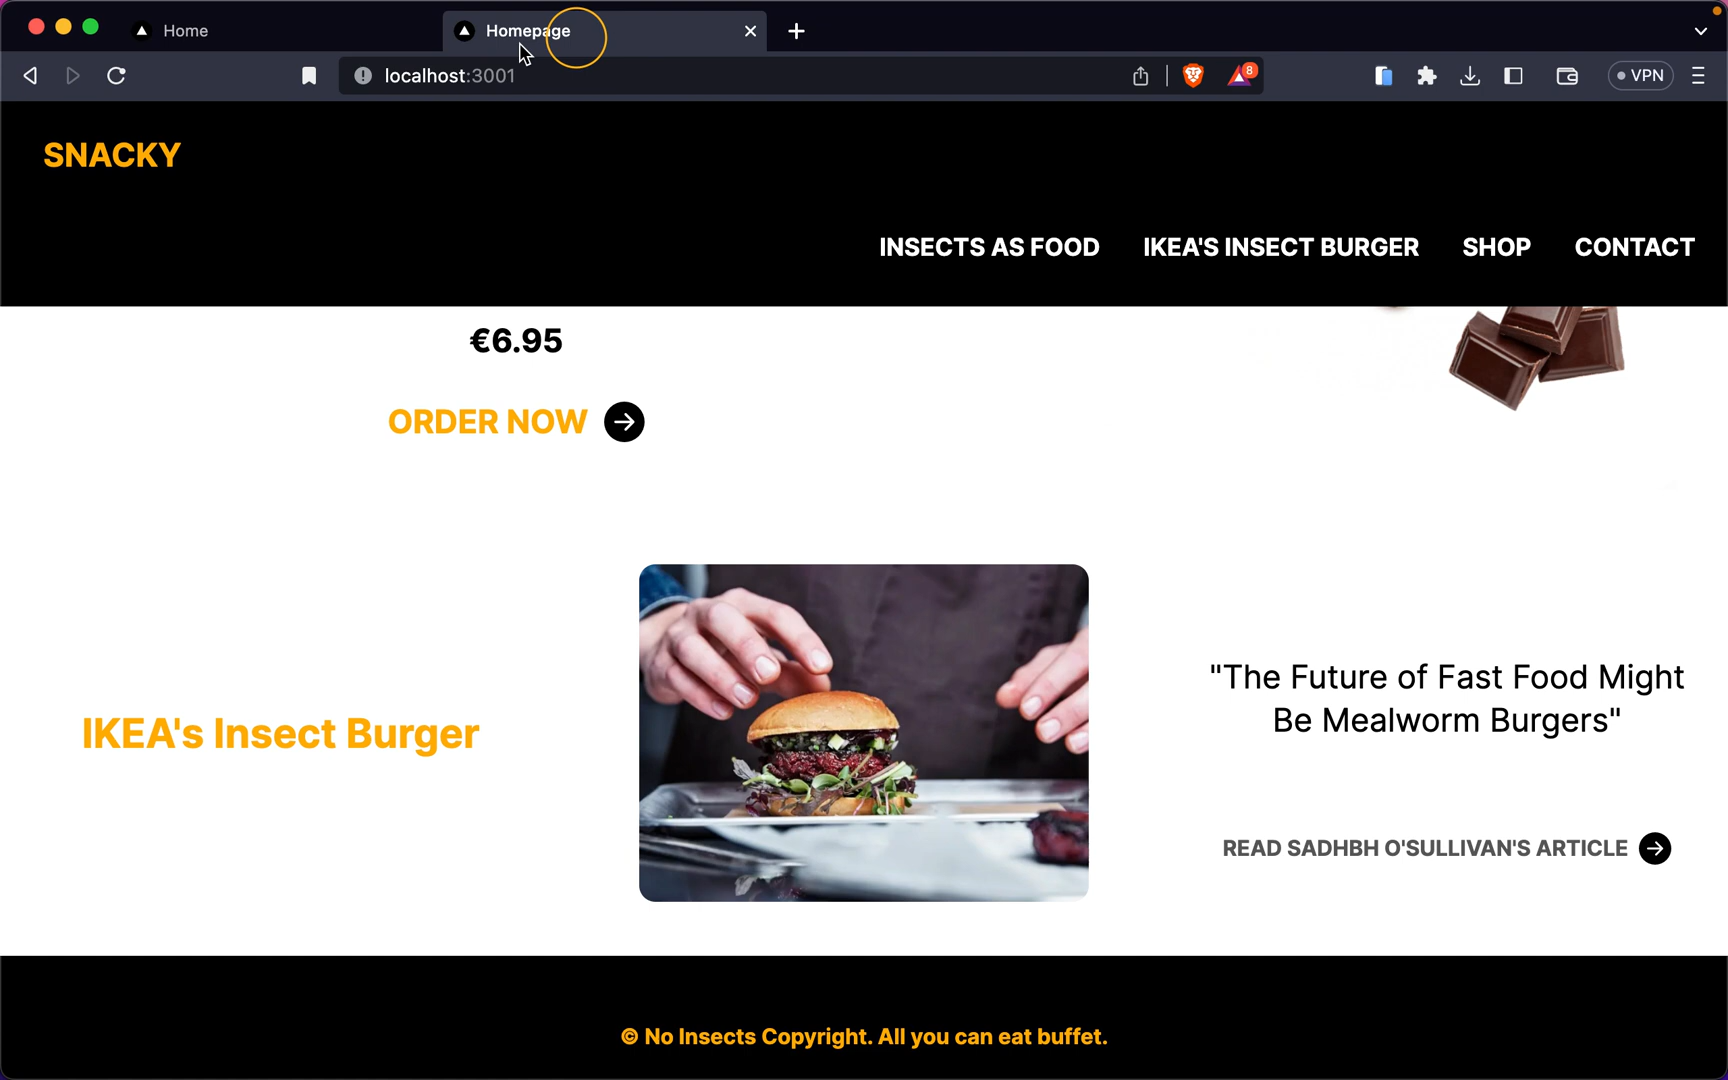 Home
Homepage
localhost:3001
8
VPN
SNACKY
INSECTS AS FOOD
IKEA'S INSECT BURGER
SHOP
CONTACT
€6.95
ORDER NOW
IKEA's Insect Burger
"The Future of Fast Food Might
Be Mealworm Burgers"
READ SADHBH O'SULLIVAN'S ARTICLE
© No Insects Copyright. All you can eat buffet.